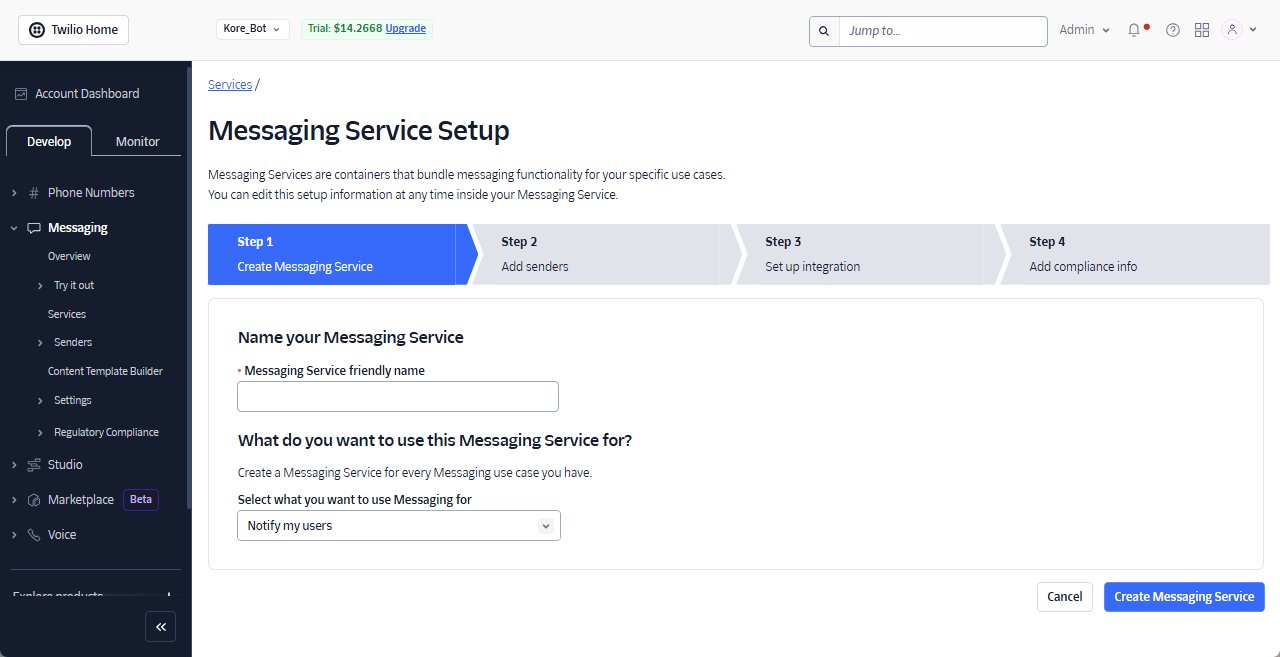 Twilio Home
Kore_Bot
Trial: $14.2668 Upgrade
Jump to...
Admin
Account Dashboard
Develop
Monitor
Phone Numbers
Messaging
Overview
Try it out
Services
Senders
Content Template Builder
Settings
Regulatory Compliance
Studio
Marketplace Beta
Voice
Explore products
Services /
Messaging Service Setup
Messaging Services are containers that bundle messaging functionality for your specific use cases.
You can edit this setup information at any time inside your Messaging Service.
Step 1
Create Messaging Service
Step 2
Add senders
Step 3
Set up integration
Step 4
Add compliance info
Name your Messaging Service
Messaging Service friendly name
What do you want to use this Messaging Service for?
Create a Messaging Service for every Messaging use case you have.
Select what you want to use Messaging for
Notify my users
Cancel
Create Messaging Service